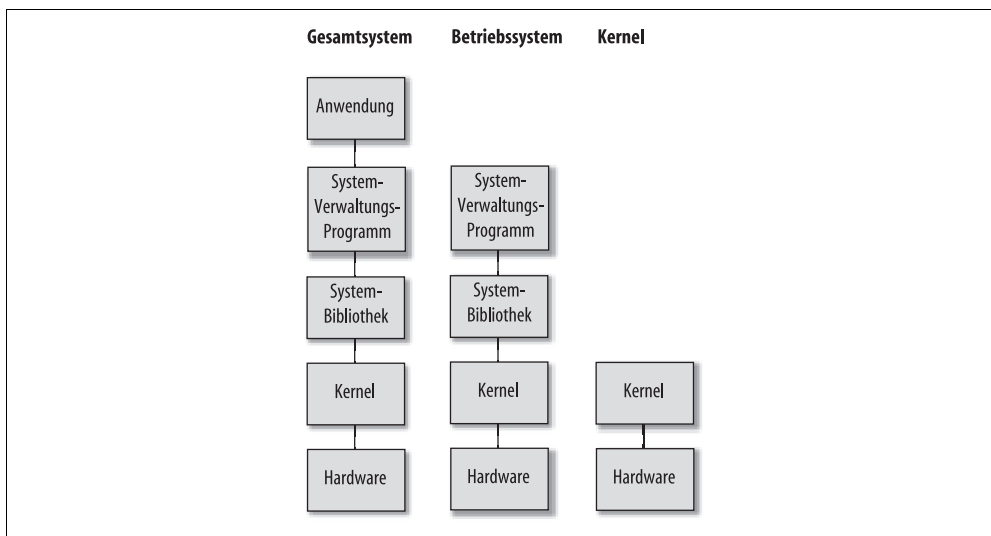 Gesamtsystem Betriebssystem Kernel
Anwendung
System-
Verwaltungs-
Programm
System-
Verwaltungs-
Programm
System-
Bibliothek
System-
Bibliothek
Kernel
Kernel
Kernel
Hardware
Hardware
Hardware